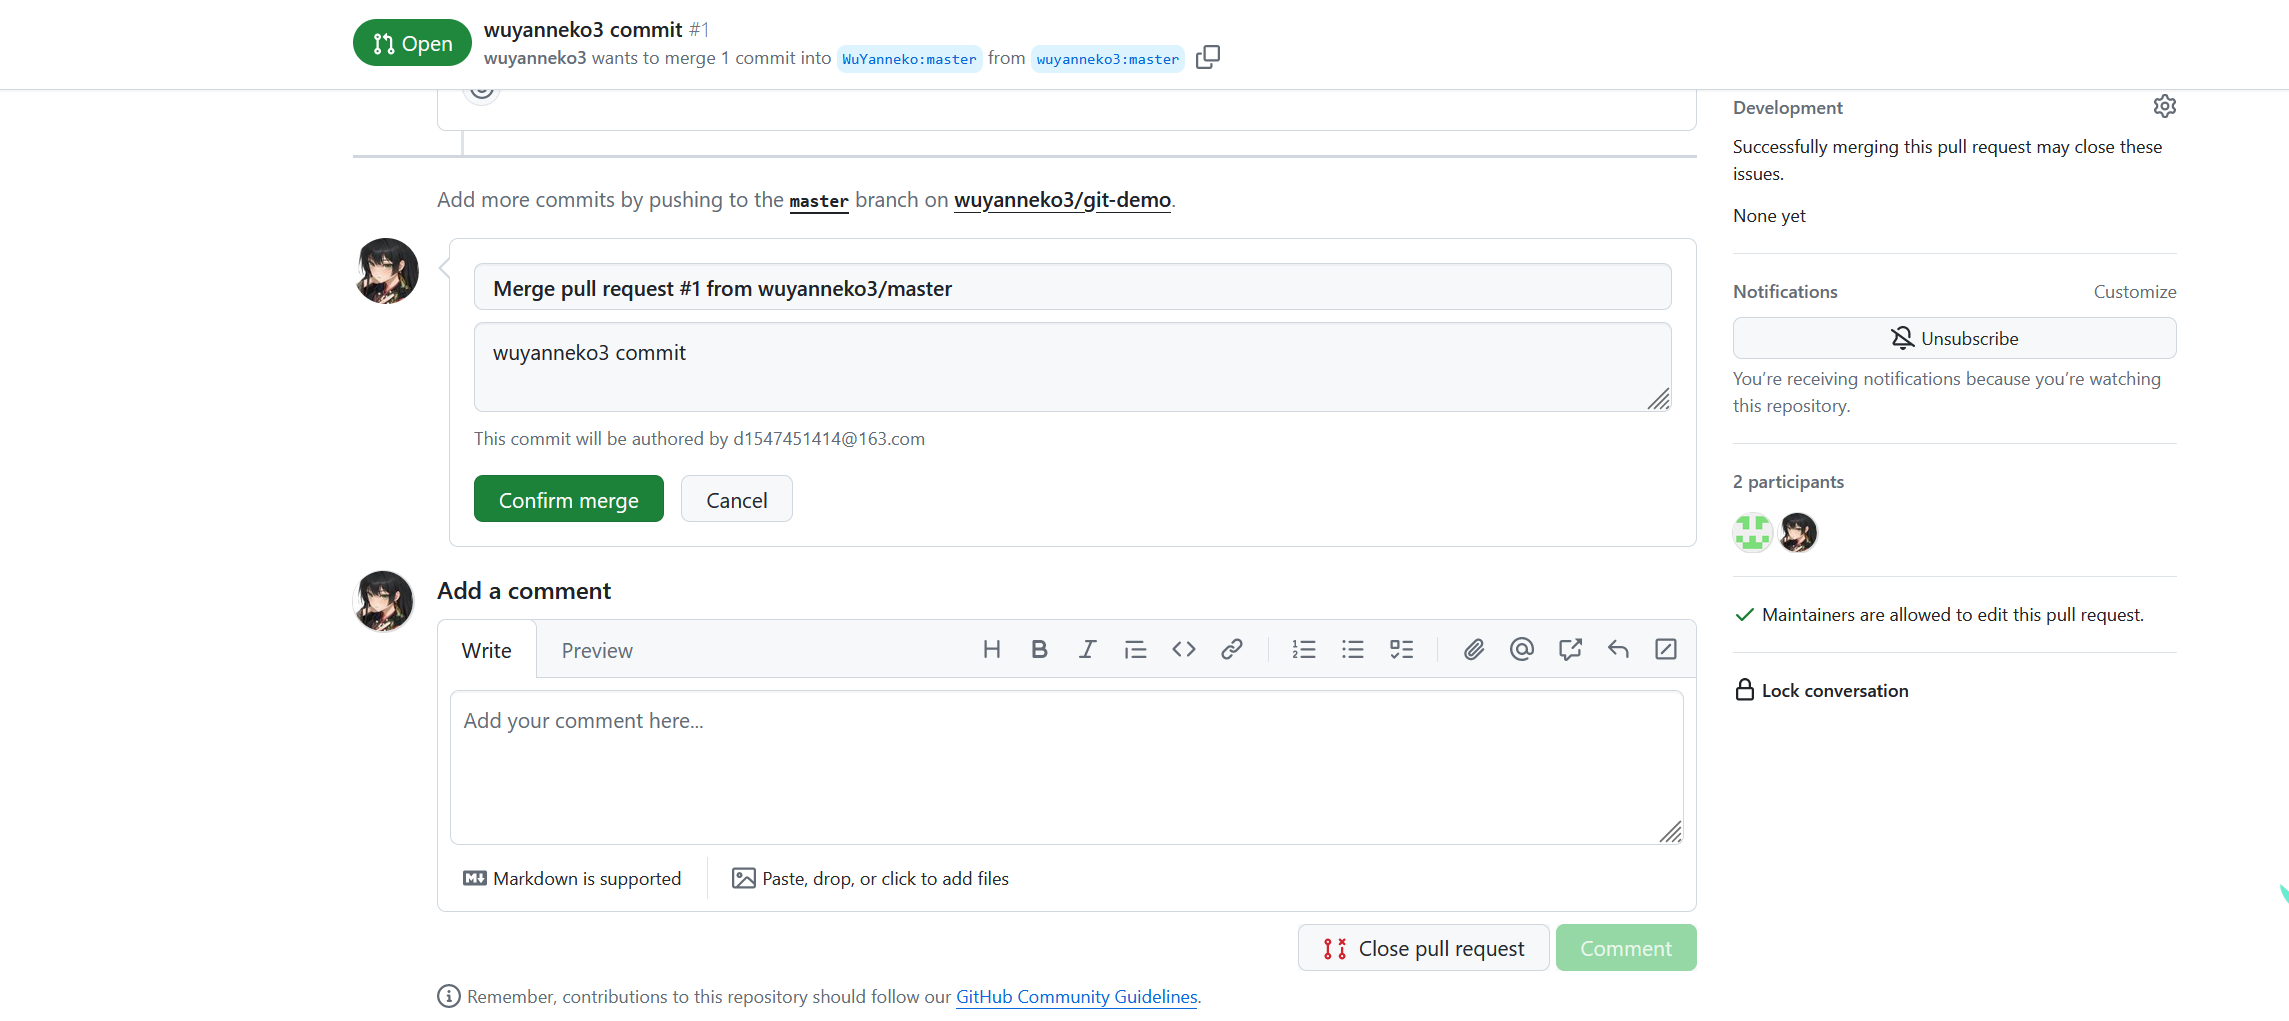 Open
wuyanneko3 commit #1
wuyanneko3 wants to merge 1 commit into WuYanneko:master from wuyanneko3:master
Development
Successfully merging this pull request may close these
issues.
None yet
Add more commits by pushing to the master branch on wuyanneko3/git-demo.
Merge pull request #1 from wuyanneko3/master
wuyanneko3 commit
This commit will be authored by d1547451414@163.com
Confirm merge
Cancel
Notifications
Customize
Unsubscribe
You're receiving notifications because you're watching
this repository.
2 participants
Maintainers are allowed to edit this pull request.
Lock conversation
Add a comment
Write
Preview
Add your comment here...
Markdown is supported
Paste, drop, or click to add files
Close pull request
Comment
Remember, contributions to this repository should follow our GitHub Community Guidelines.